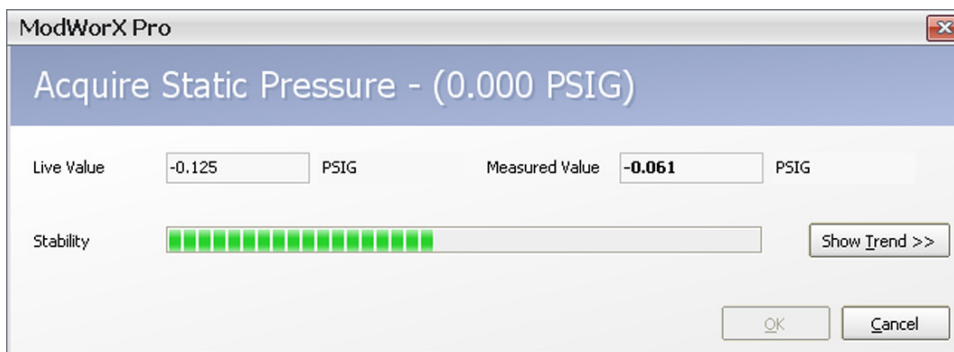 ModWorX Pro
Acquire Static Pressure - (0.000 PSIG)
Live Value -0.125 PSIG Measured Value -0.061 PSIG
Stability Show Trend >>
OK Cancel